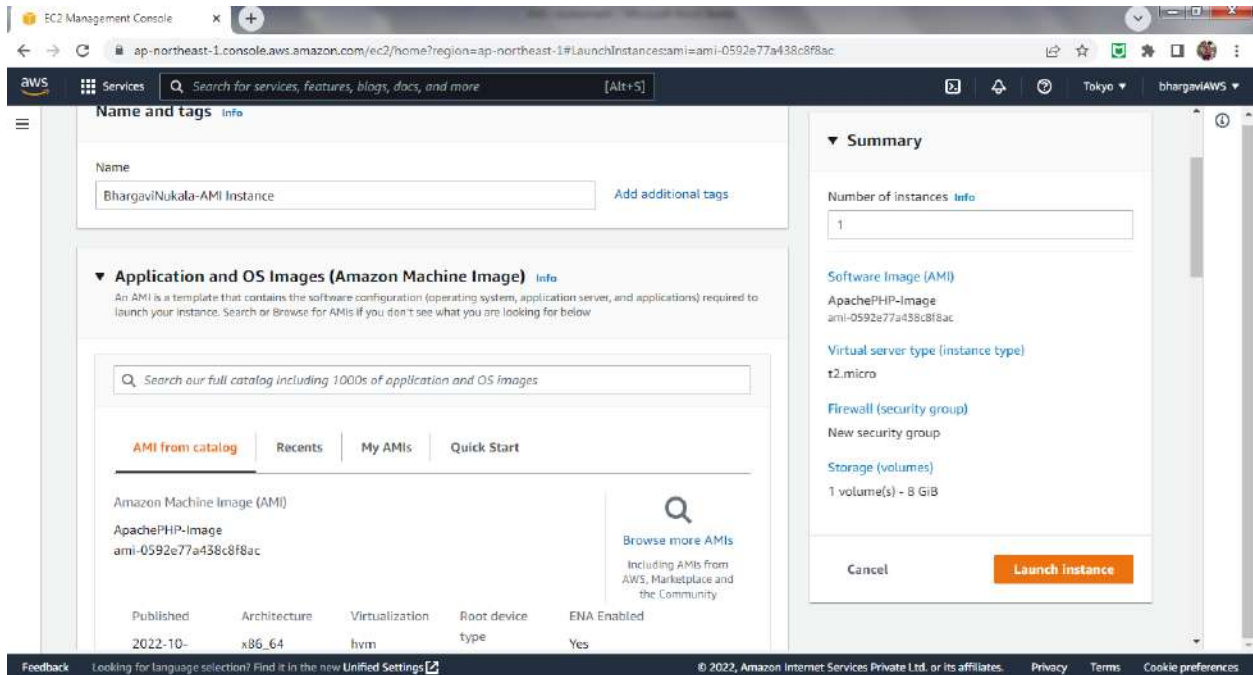 EC2 Management Console
ap-northeast-1.console.aws.amazon.com/ec2/home?region=ap-northeast-1#LaunchInstances:ami=ami-0592e77a438c8f8ac
aws
Services
Search for services, features, blogs, docs, and more
[Alt+S]
Tokyo
bhargaviAWS
Name and tags Info
Name
BhargaviNukala-AMI Instance
Add additional tags
Application and OS Images (Amazon Machine Image) Info
An AMI is a template that contains the software configuration (operating system, application server, and applications) required to
launch your instance. Search or Browse for AMIs if you don't see what you are looking for below
Search our full catalog including 1000s of application and OS images
AMI from catalog
Recents
My AMIs
Quick Start
Amazon Machine Image (AMI)
ApachePHP-Image
ami-0592e77a438c8f8ac
Browse more AMIs
Including AMIs from
AWS, Marketplace and
the Community
Published
Architecture
Virtualization
Root device
type
ENA Enabled
2022-10-
x86_64
hvm
Yes
Summary
Number of instances Info
1
Software Image (AMI)
ApachePHP-Image
ami-0592e77a438c8f8ac
Virtual server type (instance type)
t2.micro
Firewall (security group)
New security group
Storage (volumes)
1 volume(s) - 8 GiB
Cancel
Launch instance
Feedback
Looking for language selection? Find it in the new Unified Settings
© 2022, Amazon Internet Services Private Ltd. or its affiliates.
Privacy
Terms
Cookie preferences